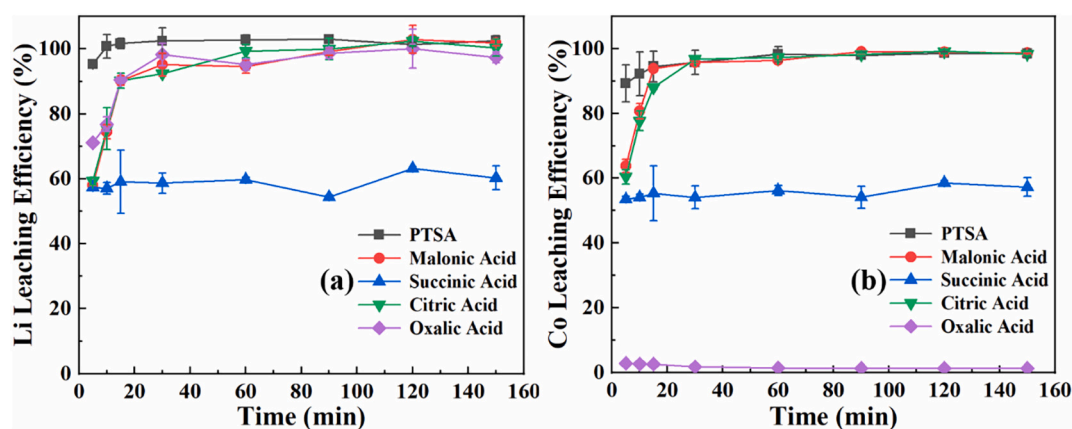 Li Leaching Efficiency (%)
100
80
60
40
20
0
PTSA
Malonic Acid
(a)
Succinic Acid
Citric Acid
Oxalic Acid
0 20 40 60 80 100 120 140 160
Time (min)
Co Leaching Efficiency (%)
100
80
60
40
20
0
PTSA
Malonic Acid
(b)
Succinic Acid
Citric Acid
Oxalic Acid
0 20 40 60 80 100 120 140 160
Time (min)